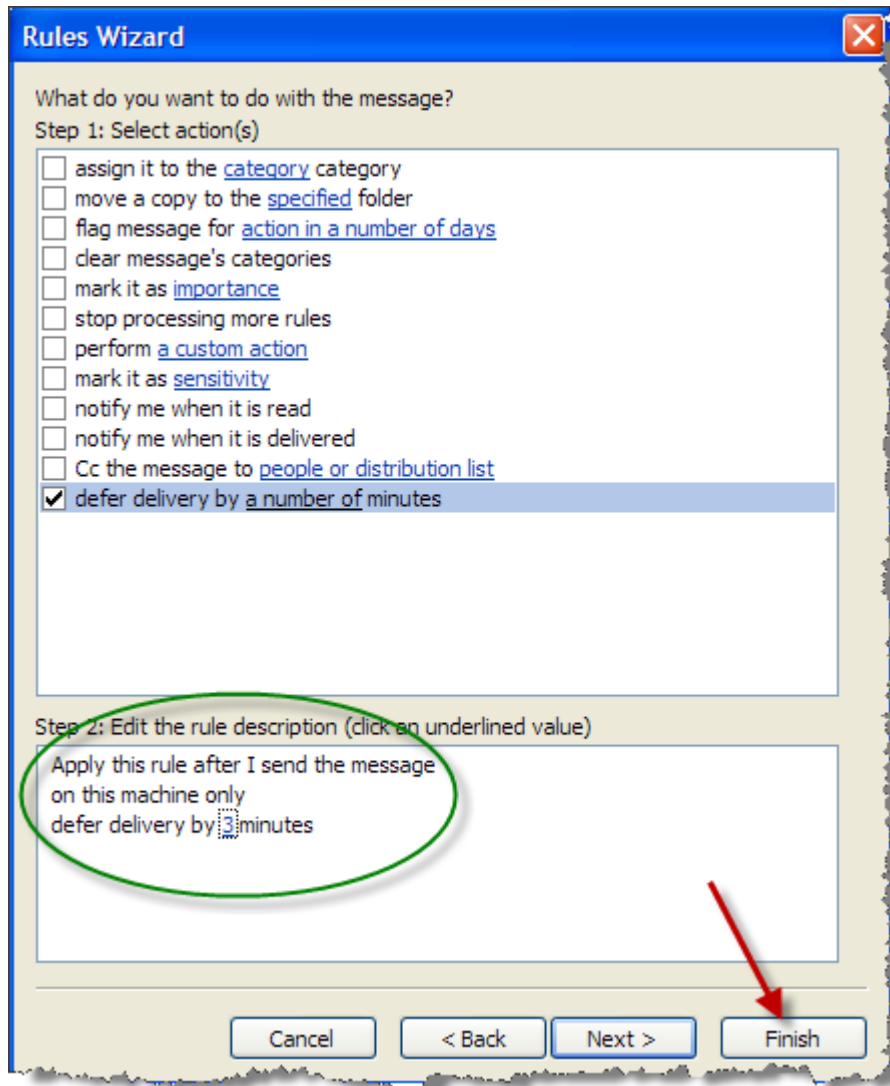 Rules Wizard
What do you want to do with the message?
Step 1: Select action(s)
assign it to the category category
move a copy to the specified folder
flag message for action in a number of days
clear message's categories
mark it as importance
stop processing more rules
perform a custom action
mark it as sensitivity
notify me when it is read
notify me when it is delivered
Cc the message to people or distribution list
defer delivery by a number of minutes
Step 2: Edit the rule description (click an underlined value)
Apply this rule after I send the message
on this machine only
defer delivery by 3 minutes
Cancel < Back Next > Finish